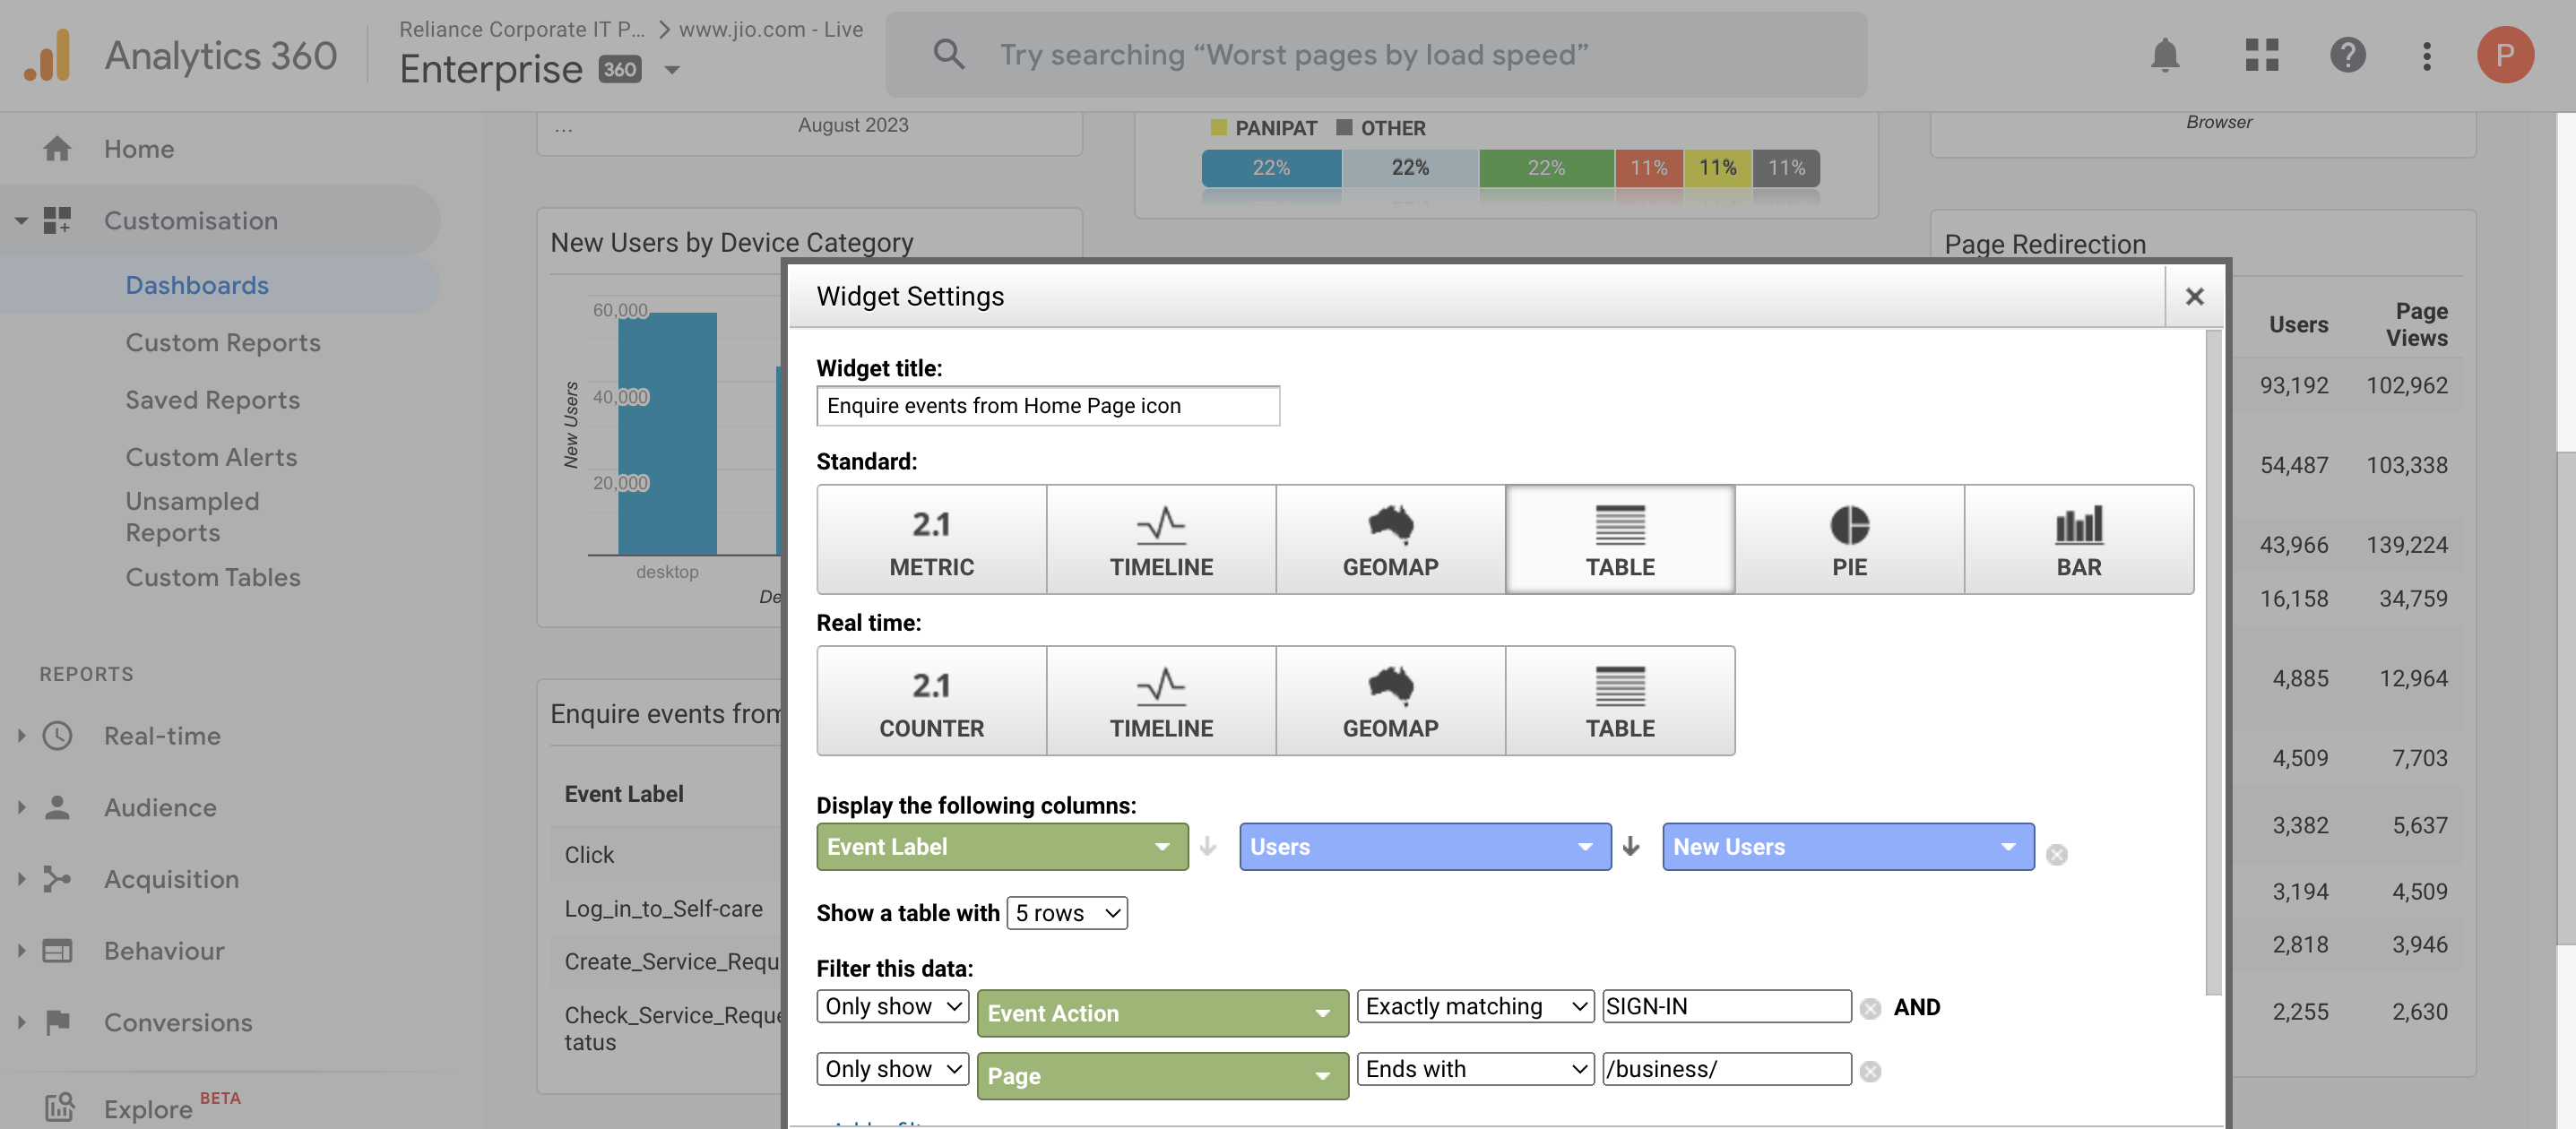 Analytics 360
Reliance Corporate IT P... > www.jio.com - Live
Enterprise 360
Try searching “Worst pages by load speed”
P
Home
Customisation
Dashboards
Custom Reports
Saved Reports
Custom Alerts
Unsampled
Reports
Custom Tables
REPORTS
Real-time
Audience
Acquisition
Behaviour
Conversions
Explore BETA
...
August 2023
PANIPAT OTHER
22% 22% 22% 11% 11% 11%
Browser
New Users by Device Category
60,000
40,000
20,000
New Users
desktop
De
Enquire events from
Event Label
Click
Log_in_to_Self-care
Create_Service_Requ
Check_Service_Reque
tatus
Page Redirection
Users Page
Views
93,192 102,962
54,487 103,338
43,966 139,224
16,158 34,759
4,885 12,964
4,509 7,703
3,382 5,637
3,194 4,509
2,818 3,946
2,255 2,630
Widget Settings
Widget title:
Enquire events from Home Page icon
Standard:
2.1
METRIC TIMELINE GEOMAP TABLE PIE BAR
Real time:
2.1
COUNTER TIMELINE GEOMAP TABLE
Display the following columns:
Event Label Users New Users
Show a table with 5 rows
Filter this data:
Only show Event Action Exactly matching SIGN-IN AND
Only show Page Ends with /business/